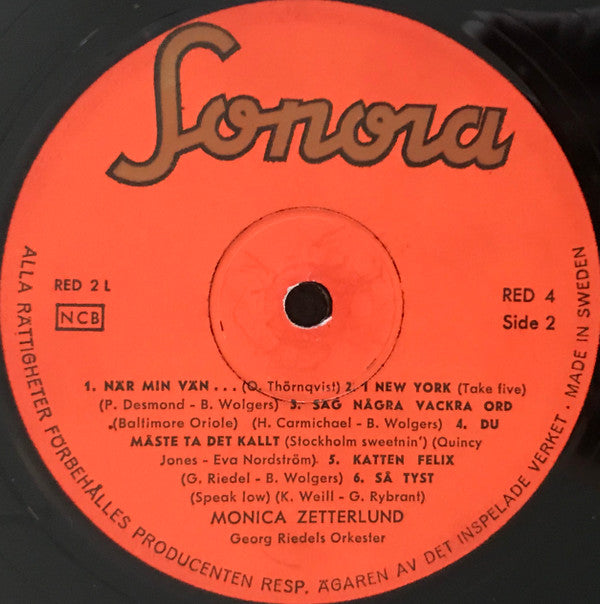 Sonora
RED 2 L
NCB
RED 4
Side 2
1. NÄR MIN VÄN . . . (O. Thörnqvist) 2. I NEW YORK (Take five)
(P. Desmond - B. Wolgers) 3. SÄG NÅGRA VACKRA ORD
(Baltimore Oriole) (H. Carmichael - B. Wolgers) 4. DU
MÅSTE TA DET KALLT (Stockholm sweetnin') (Quincy
Jones - Eva Nordström) 5. KATTEN FELIX
(G. Riedel - B. Wolgers) 6. SÅ TYST
(Speak low) (K. Weill - G. Rybrant)
MONICA ZETTERLUND
Georg Riedels Orkester
ALLA RÄTTIGHETER FÖRBEHÅLLES PRODUCENTEN RESP. ÄGAREN AV DET INSPELADE VERKET · MADE IN SWEDEN